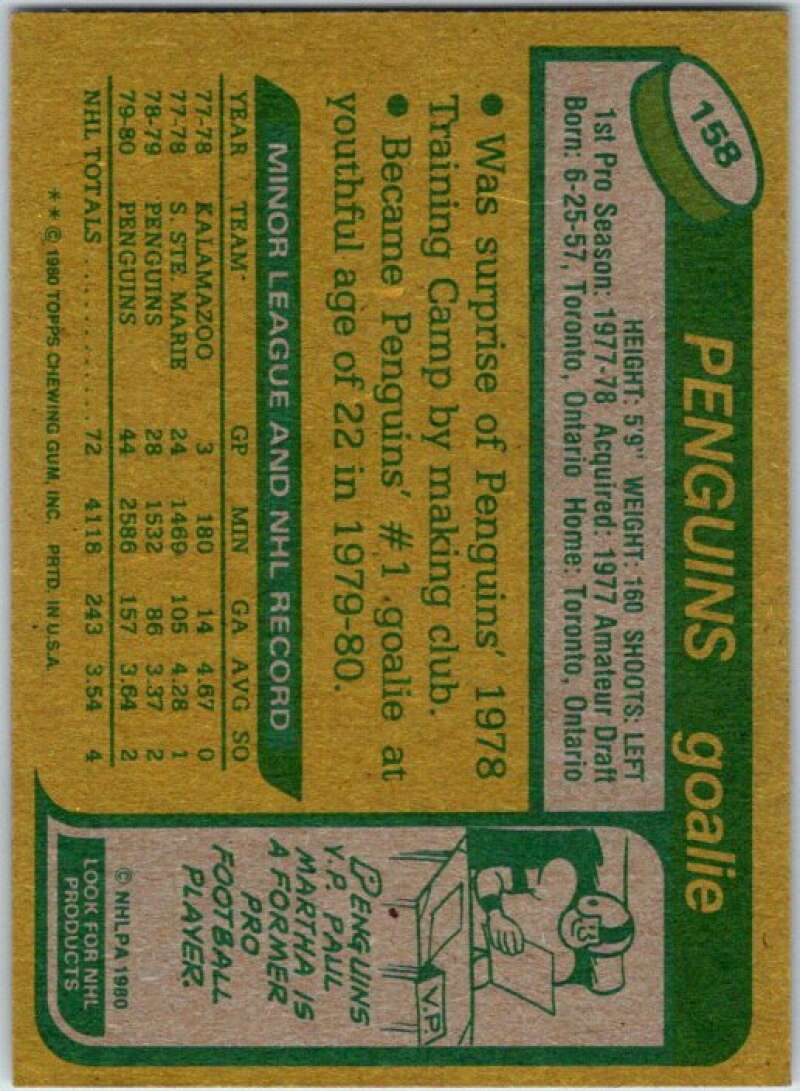 158
PENGUINS goalie
HEIGHT: 5'9" WEIGHT: 160 SHOOTS: LEFT
1st Pro Season: 1977-78 Acquired: 1977 Amateur Draft
Born: 6-25-57, Toronto, Ontario Home: Toronto, Ontario
● Was surprise of Penguins' 1978
Training Camp by making club.
● Became Penguins' #1 goalie at
youthful age of 22 in 1979-80.
MINOR LEAGUE AND NHL RECORD
YEAR TEAM GP MIN GA AVG SO
77-78 KALAMAZOO 3 180 14 4.67 0
77-78 S. STE. MARIE 24 1469 105 4.28 1
78-79 PENGUINS 28 1532 86 3.37 2
79-80 PENGUINS 44 2586 157 3.64 2
NHL TOTALS . . . . . . . . . . . 72 4118 243 3.54 4
* * © 1980 TOPPS CHEWING GUM, INC. PRTD. IN U.S.A.
V.P.
PENGUINS
V.P. PAUL
MARTHA IS
A FORMER
PRO
FOOTBALL
PLAYER.
© NHLPA 1980
LOOK FOR NHL
PRODUCTS